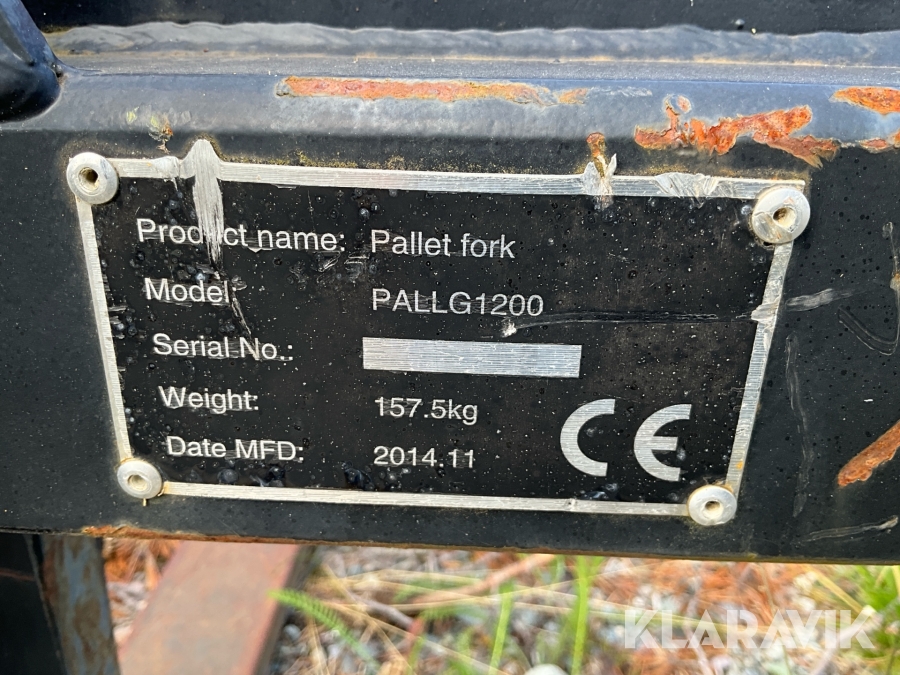 Product name: Pallet fork
Model: PALLG1200
Serial No.:
Weight: 157.5kg
Date MFD: 2014.11
CE
KLARAVIK